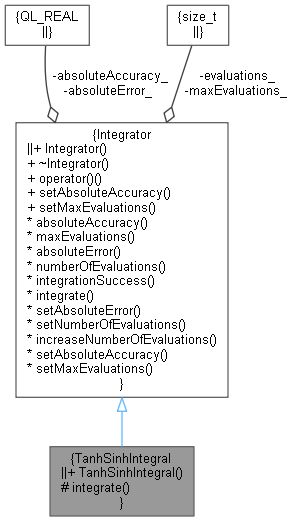 {QL_REAL
||}
{size_t
||}
-absoluteAccuracy_
-absoluteError_
-evaluations_
-maxEvaluations_
{Integrator
||+ Integrator()
+ ~Integrator()
+ operator()()
+ setAbsoluteAccuracy()
+ setMaxEvaluations()
* absoluteAccuracy()
* maxEvaluations()
* absoluteError()
* numberOfEvaluations()
* integrationSuccess()
* integrate()
* setAbsoluteError()
* setNumberOfEvaluations()
* increaseNumberOfEvaluations()
* setAbsoluteAccuracy()
* setMaxEvaluations()
}
{TanhSinhIntegral
||+ TanhSinhIntegral()
# integrate()
}